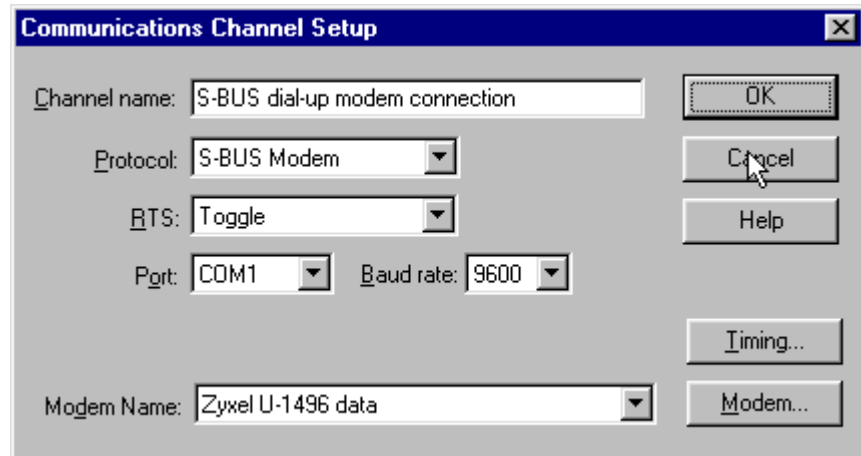 Communications Channel Setup
Channel name: S-BUS dial-up modem connection
OK
Protocol: S-BUS Modem
Cancel
RTS: Toggle
Help
Port: COM1 Baud rate: 9600
Timing...
Modem Name: Zyxel U-1496 data
Modem...